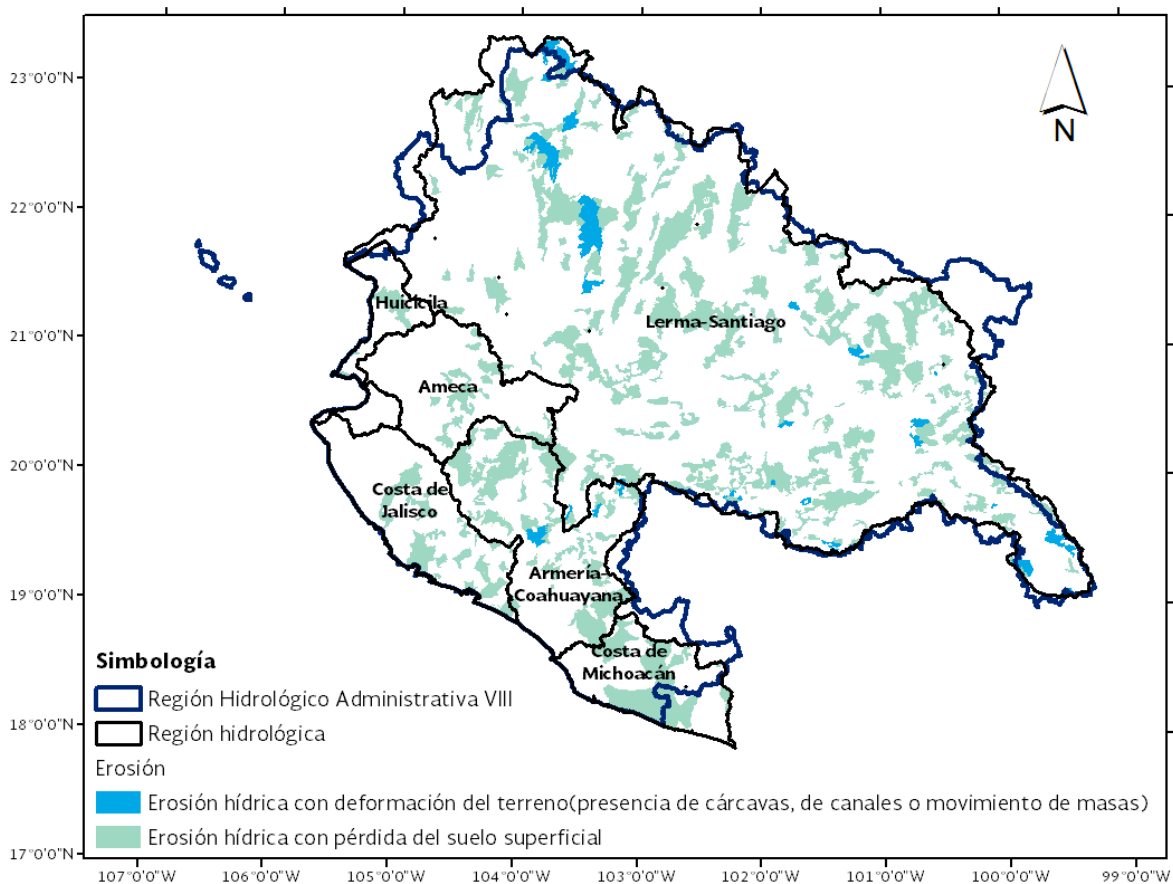 23°0'0"N
22°0'0"N
21°0'0"N
20°0'0"N
19°0'0"N
18°0'0"N
17°0'0"N
N
Huicicila
Lerma-Santiago
Ameca
Costa de
Jalisco
Armería-
Coahuayana
Costa de
Michoacán
Simbología
Región Hidrológico Administrativa VIII
Región hidrológica
Erosión
Erosión hídrica con deformación del terreno(presencia de cárcavas, de canales o movimiento de masas)
Erosión hídrica con pérdida del suelo superficial
107°0'0"W
106°0'0"W
105°0'0"W
104°0'0"W
103°0'0"W
102°0'0"W
101°0'0"W
100°0'0"W
99°0'0"W